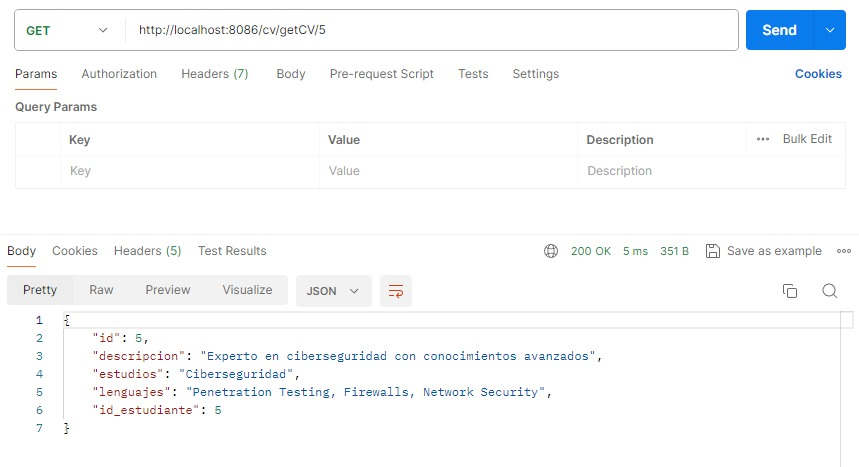 GET http://localhost:8086/cv/getCV/5 Send
Params Authorization Headers (7) Body Pre-request Script Tests Settings Cookies
Query Params
Key Value Description ••• Bulk Edit
Key Value Description
Body Cookies Headers (5) Test Results 200 OK 5 ms 351 B Save as example •••
Pretty Raw Preview Visualize JSON
1 {
2 "id": 5,
3 "descripcion": "Experto en ciberseguridad con conocimientos avanzados",
4 "estudios": "Ciberseguridad",
5 "lenguajes": "Penetration Testing, Firewalls, Network Security",
6 "id_estudiante": 5
7 }